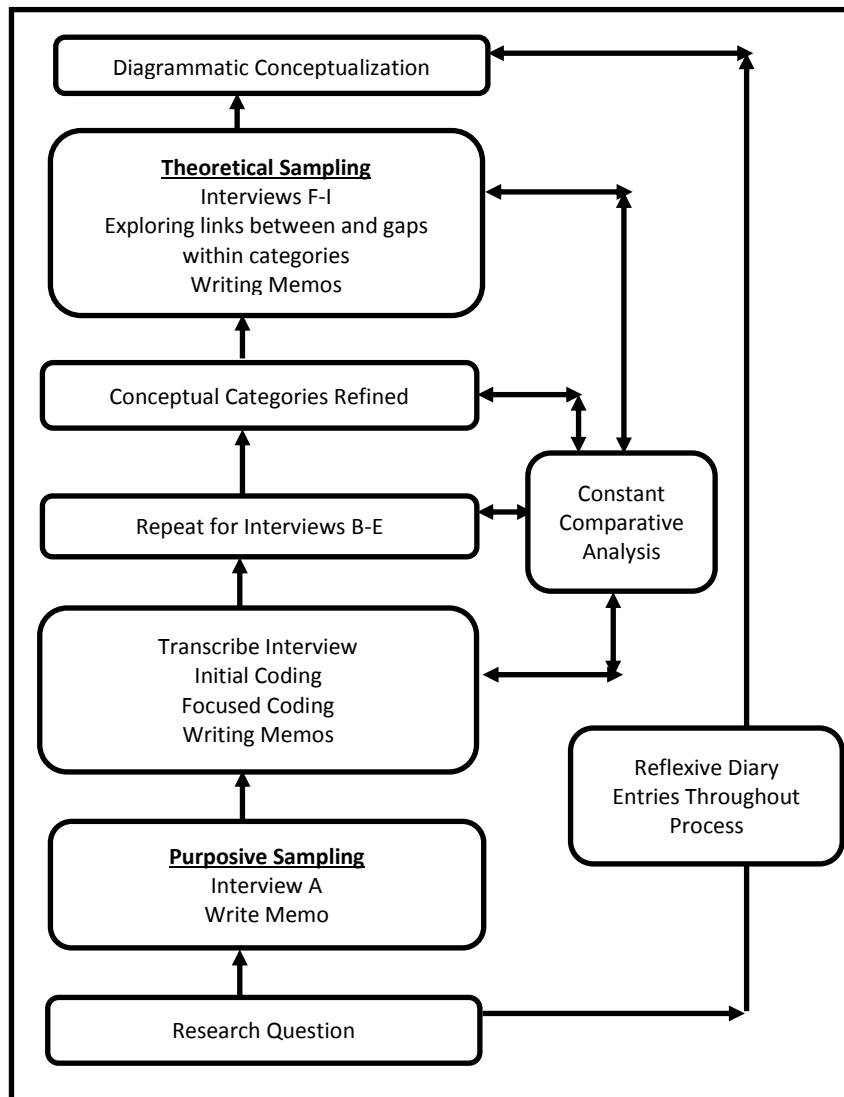 Diagrammatic Conceptualization
Theoretical Sampling
Interviews F-I
Exploring links between and gaps
within categories
Writing Memos
Conceptual Categories Refined
Constant
Comparative
Analysis
Repeat for Interviews B-E
Transcribe Interview
Initial Coding
Focused Coding
Writing Memos
Reflexive Diary
Entries Throughout
Process
Purposive Sampling
Interview A
Write Memo
Research Question